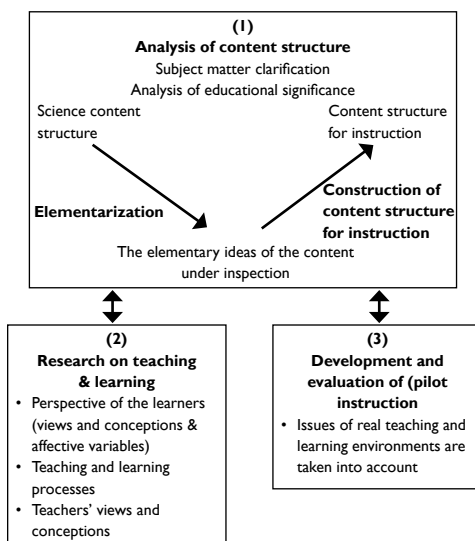 (1)
Analysis of content structure
Subject matter clarification
Analysis of educational significance
Science content
structure
Content structure
for instruction
Elementarization
Construction of
content structure
for instruction
The elementary ideas of the content
under inspection
(2)
Research on teaching
& learning
• Perspective of the learners
(views and conceptions &
affective variables)
• Teaching and learning
processes
• Teachers' views and
conceptions
(3)
Development and
evaluation of (pilot
instruction
• Issues of real teaching and
learning environments are
taken into account